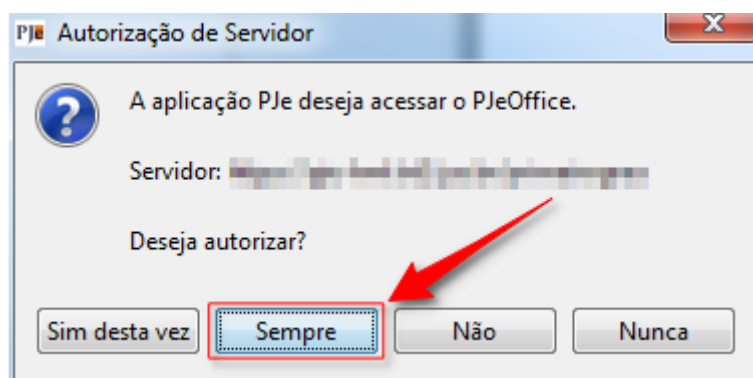 PJe Autorização de Servidor
A aplicação PJe deseja acessar o PJeOffice.
Servidor:
Deseja autorizar?
Sim desta vez Sempre Não Nunca